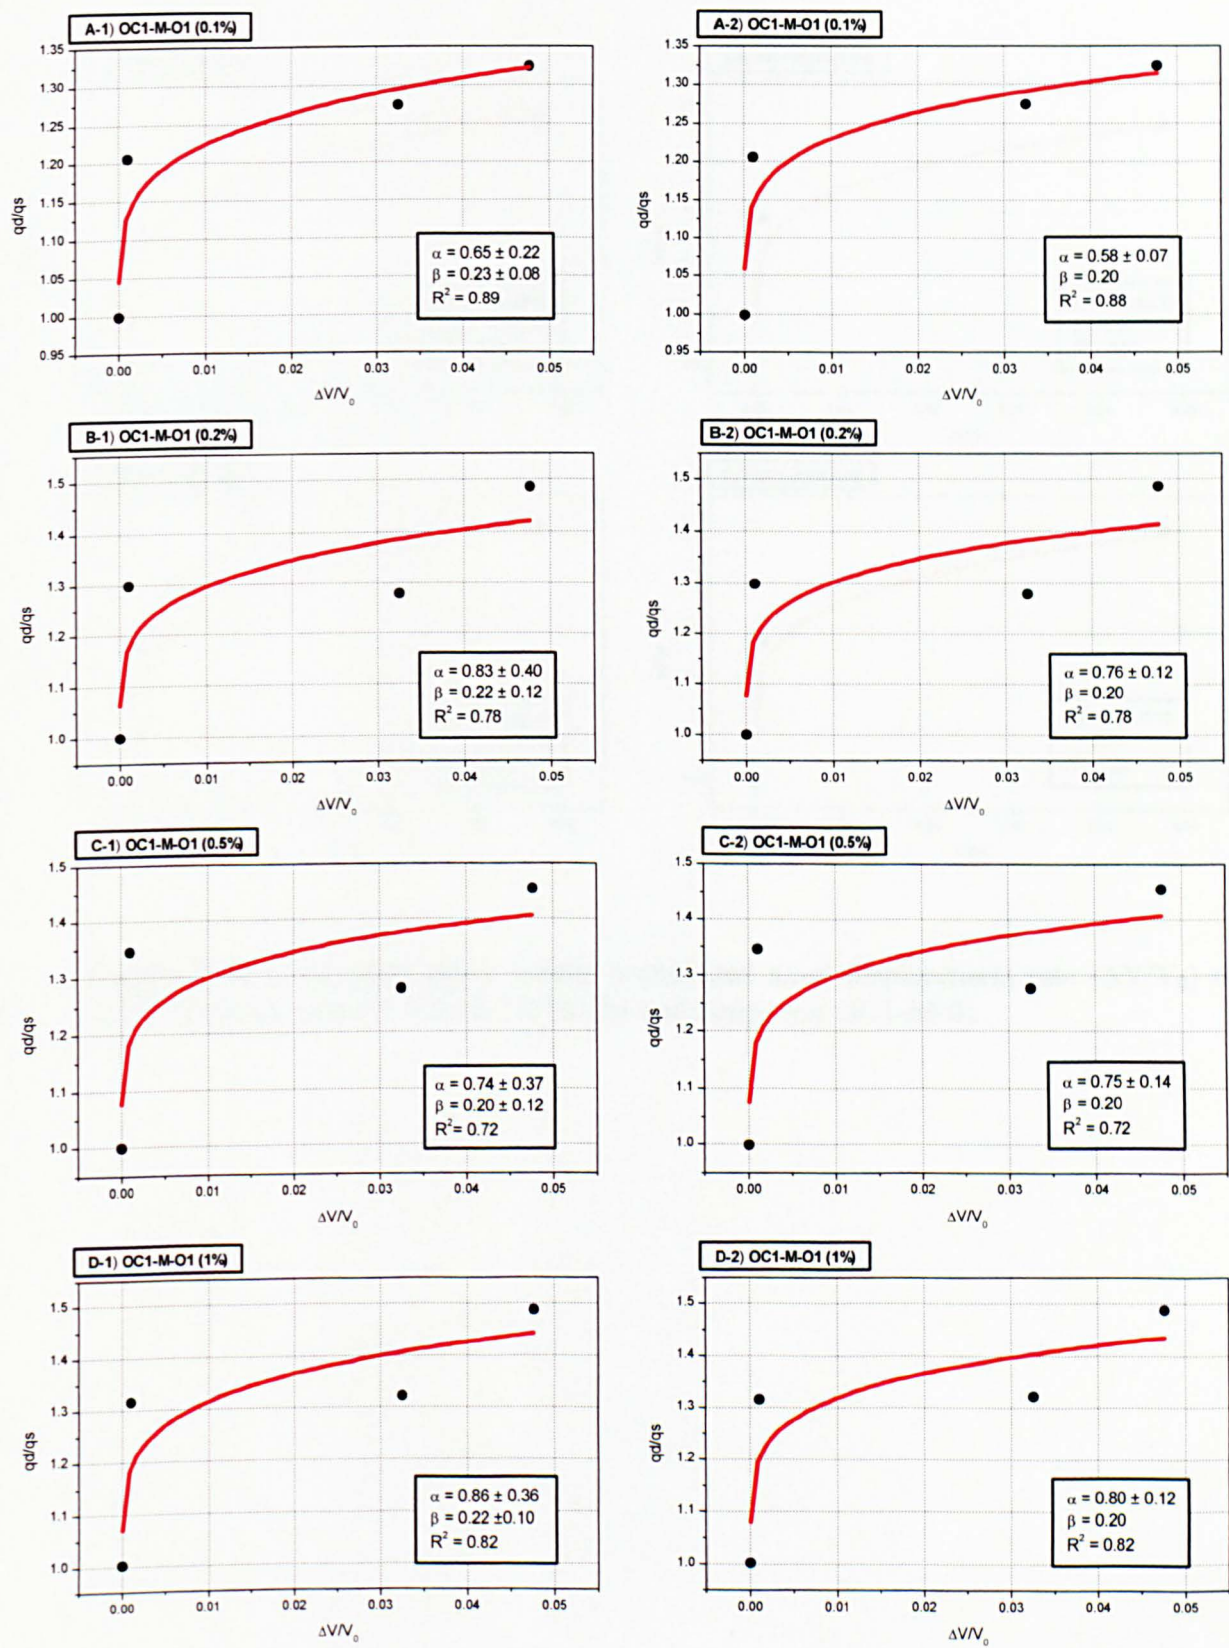 A-1) OC1-M-O1 (0.1%)
1.35
1.30
1.25
1.20
1.15
1.10
1.05
1.00
0.95
qd/qs
α = 0.65 ± 0.22
β = 0.23 ± 0.08
R² = 0.89
0.00 0.01 0.02 0.03 0.04 0.05
ΔV/V₀
A-2) OC1-M-O1 (0.1%)
1.35
1.30
1.25
1.20
1.15
1.10
1.05
1.00
0.95
qd/qs
α = 0.58 ± 0.07
β = 0.20
R² = 0.88
0.00 0.01 0.02 0.03 0.04 0.05
ΔV/V₀
B-1) OC1-M-O1 (0.2%)
1.5
1.4
1.3
1.2
1.1
1.0
qd/qs
α = 0.83 ± 0.40
β = 0.22 ± 0.12
R² = 0.78
0.00 0.01 0.02 0.03 0.04 0.05
ΔV/V₀
B-2) OC1-M-O1 (0.2%)
1.5
1.4
1.3
1.2
1.1
1.0
qd/qs
α = 0.76 ± 0.12
β = 0.20
R² = 0.78
0.00 0.01 0.02 0.03 0.04 0.05
ΔV/V₀
C-1) OC1-M-O1 (0.5%)
1.5
1.4
1.3
1.2
1.1
1.0
qd/qs
α = 0.74 ± 0.37
β = 0.20 ± 0.12
R²= 0.72
0.00 0.01 0.02 0.03 0.04 0.05
ΔV/V₀
C-2) OC1-M-O1 (0.5%)
1.5
1.4
1.3
1.2
1.1
1.0
qd/qs
α = 0.75 ± 0.14
β = 0.20
R² = 0.72
0.00 0.01 0.02 0.03 0.04 0.05
ΔV/V₀
D-1) OC1-M-O1 (1%)
1.5
1.4
1.3
1.2
1.1
1.0
qd/qs
α = 0.86 ± 0.36
β = 0.22 ±0.10
R² = 0.82
0.00 0.01 0.02 0.03 0.04 0.05
ΔV/V₀
D-2) OC1-M-O1 (1%)
1.5
1.4
1.3
1.2
1.1
1.0
qd/qs
α = 0.80 ± 0.12
β = 0.20
R² = 0.82
0.00 0.01 0.02 0.03 0.04 0.05
ΔV/V₀